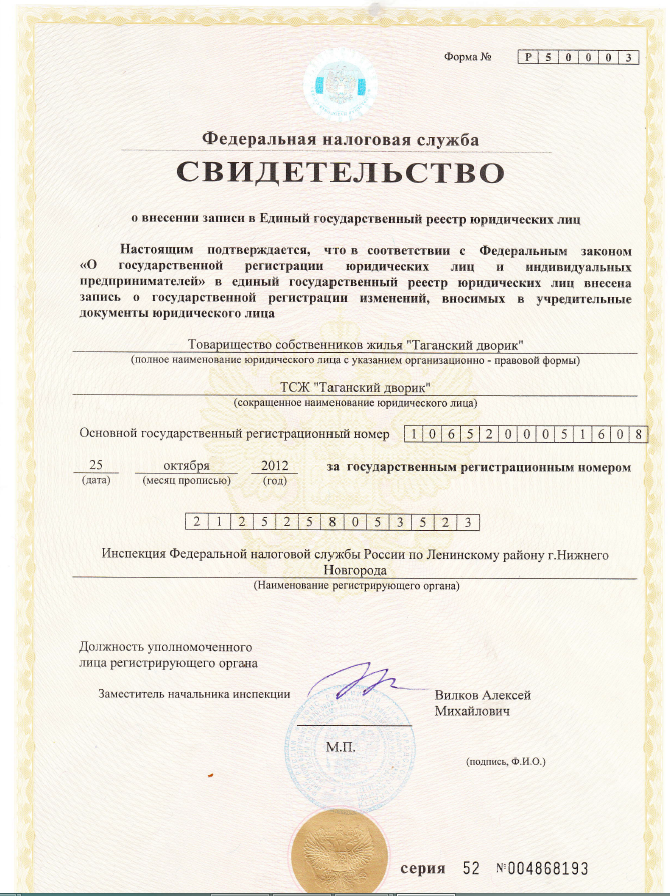 Форма № Р 5 0 0 0 3
Федеральная налоговая служба
СВИДЕТЕЛЬСТВО
о внесении записи в Единый государственный реестр юридических лиц
Настоящим подтверждается, что в соответствии с Федеральным законом
«О государственной регистрации юридических лиц и индивидуальных
предпринимателей» в единый государственный реестр юридических лиц внесена
запись о государственной регистрации изменений, вносимых в учредительные
документы юридического лица
Товарищество собственников жилья "Таганский дворик"
(полное наименование юридического лица с указанием организационно - правовой формы)
ТСЖ "Таганский дворик"
(сокращенное наименование юридического лица)
Основной государственный регистрационный номер 1 0 6 5 2 0 0 0 5 1 6 0 8
25 октября 2012 за государственным регистрационным номером
(дата) (месяц прописью) (год)
2 1 2 5 2 5 8 0 5 3 5 2 3
Инспекция Федеральной налоговой службы России по Ленинскому району г.Нижнего
Новгорода
(Наименование регистрирующего органа)
Должность уполномоченного
лица регистрирующего органа
Заместитель начальника инспекции Вилков Алексей
Михайлович
М.П.
(подпись, Ф.И.О.)
серия 52 №004868193